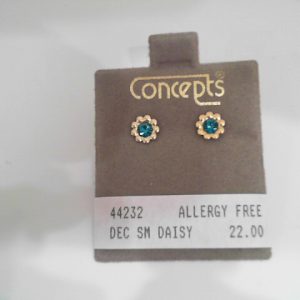 Concepts®
44232 ALLERGY FREE
DEC SM DAISY 22.00